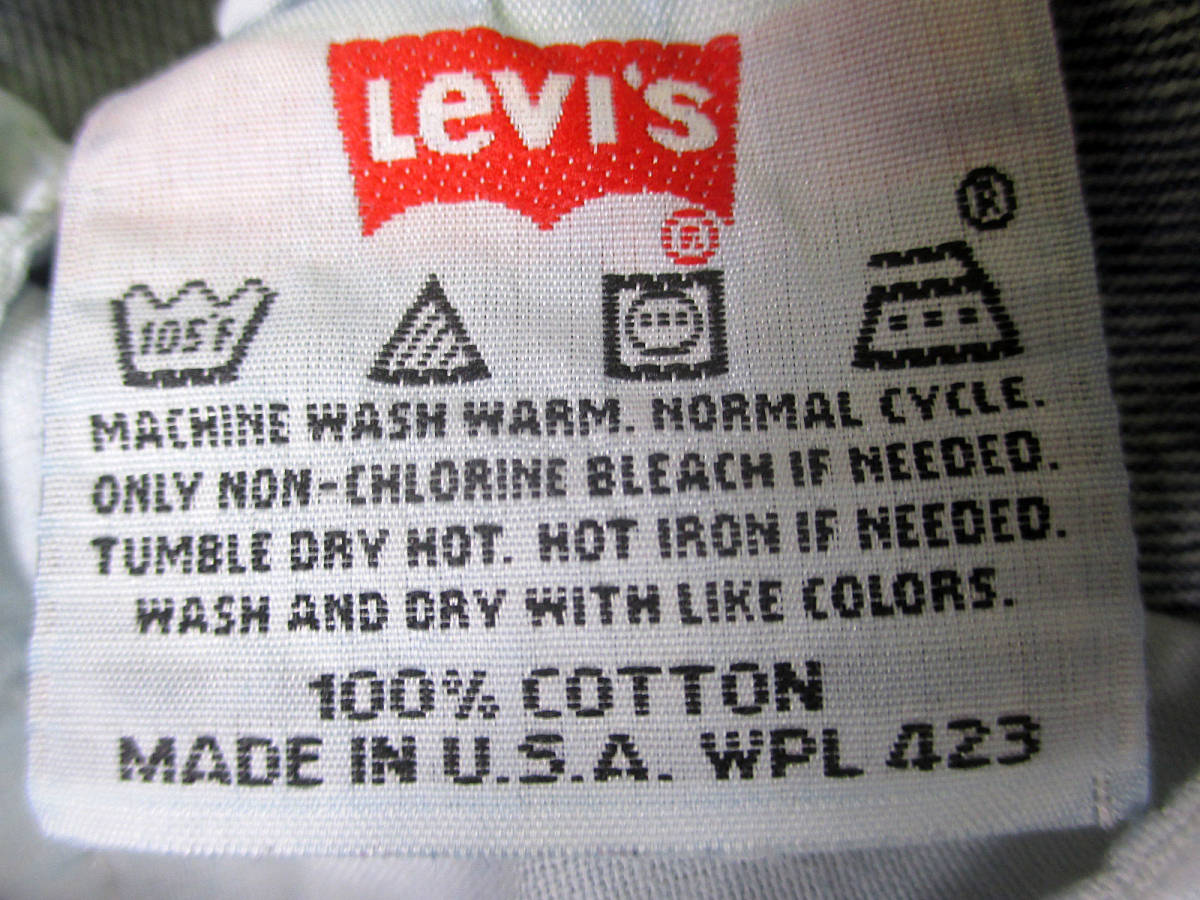 Levi's
®
®
105°F
MACHINE WASH WARM. NORMAL CYCLE.
ONLY NON-CHLORINE BLEACH IF NEEDED.
TUMBLE DRY HOT. HOT IRON IF NEEDED.
WASH AND DRY WITH LIKE COLORS.
100% COTTON
MADE IN U.S.A. WPL 423